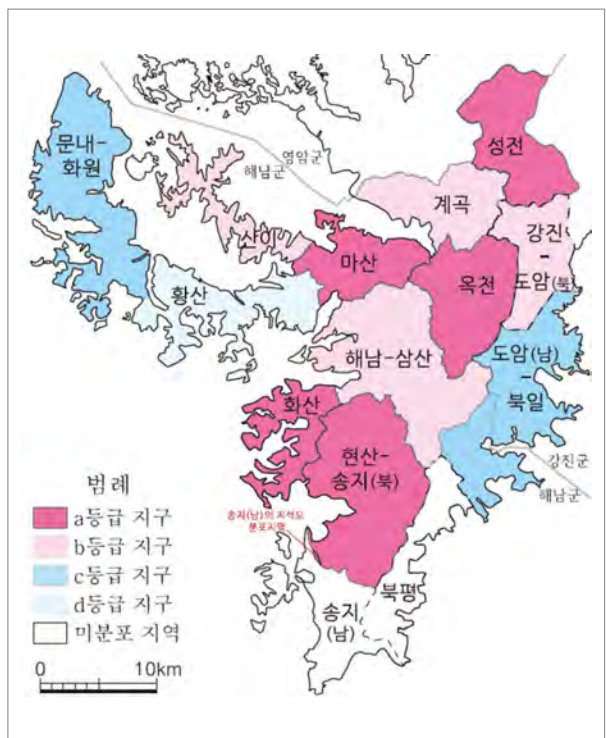 성전
문내-
화원
영암군
해남군
계곡
산이
강진
-
도암(北)
마산
옥천
황산
해남-삼산
도암(南)
-
북일
화산
현산-
송지(北)
강진군
해남군
범례
a등급 지구
b등급 지구
c등급 지구
d등급 지구
미분포 지역
송지(남)의 지석묘
분포지역
북평
송지
(南)
0 10km